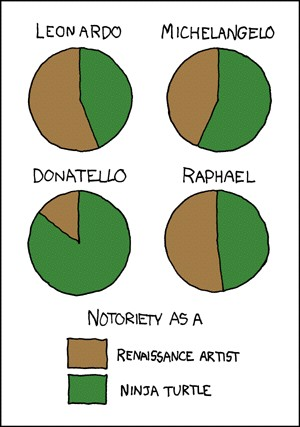 LEONARDO
MICHELANGELO
DONATELLO
RAPHAEL
NOTORIETY AS A
RENAISSANCE ARTIST
NINJA TURTLE